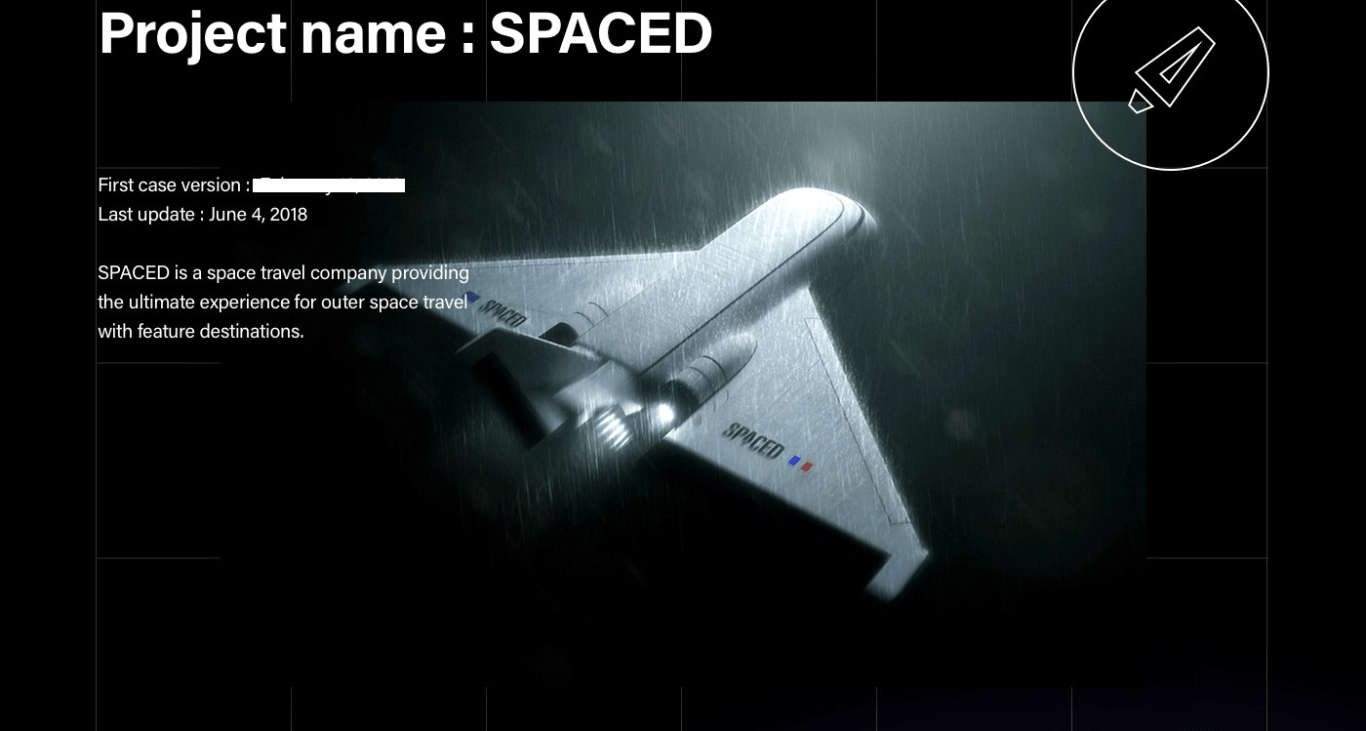 Project name : SPACED
First case version :
Last update : June 4, 2018
SPACED is a space travel company providing
the ultimate experience for outer space travel
with feature destinations.
SPACED
SPACED